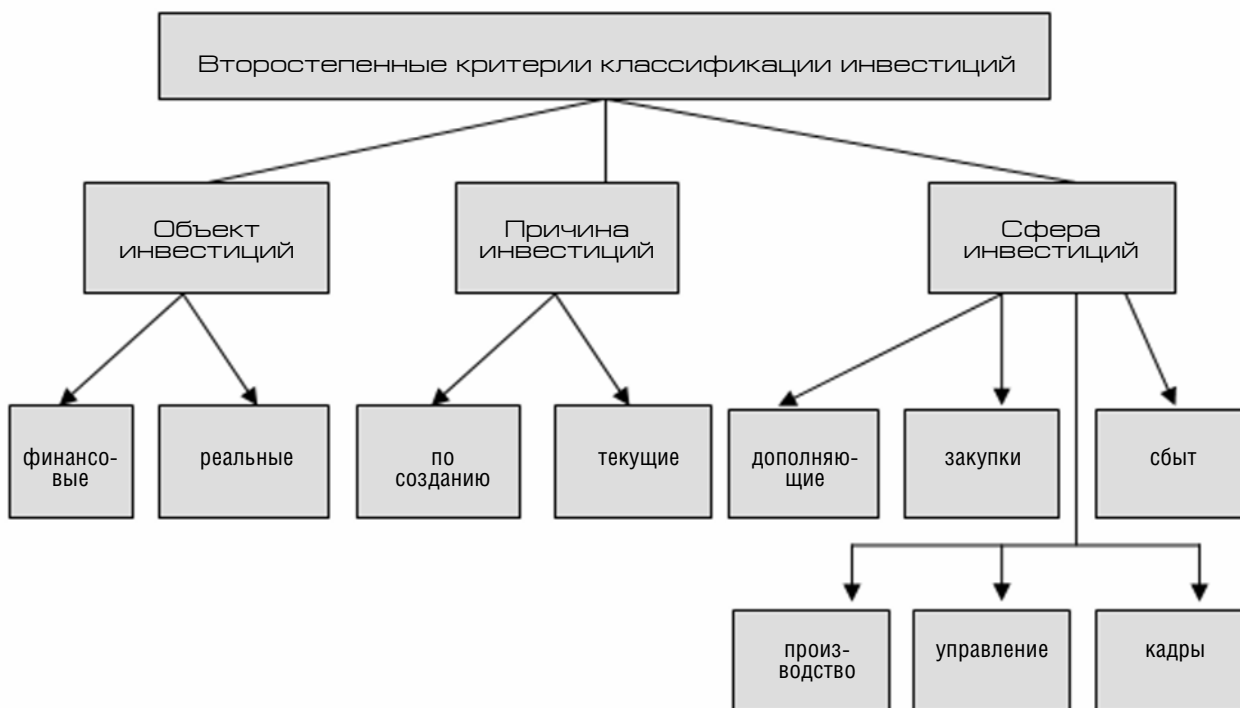 Второстепенные критерии классификации инвестиций
Объект
инвестиций
Причина
инвестиций
Сфера
инвестиций
финансо-
вые
реальные
по
созданию
текущие
дополняю-
щие
закупки
сбыт
произ-
водство
управление
кадры